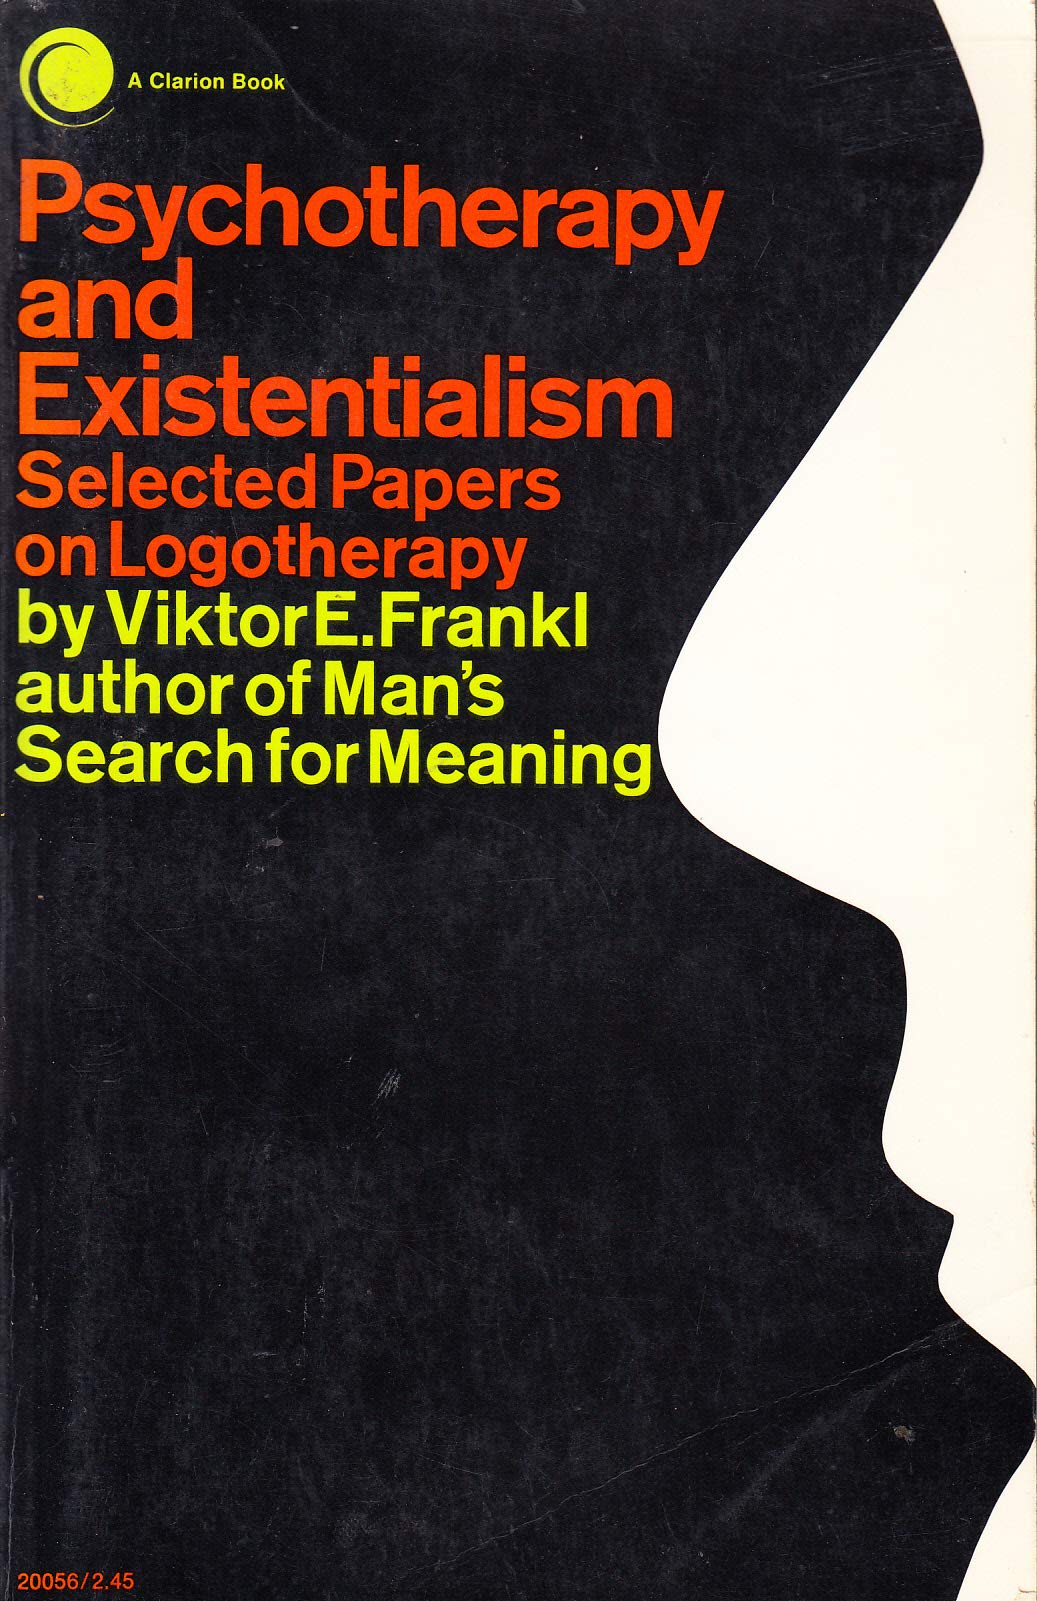 A Clarion Book
Psychotherapy
and
Existentialism
Selected Papers
on Logotherapy
by Viktor E. Frankl
author of Man's
Search for Meaning
20056/2.45